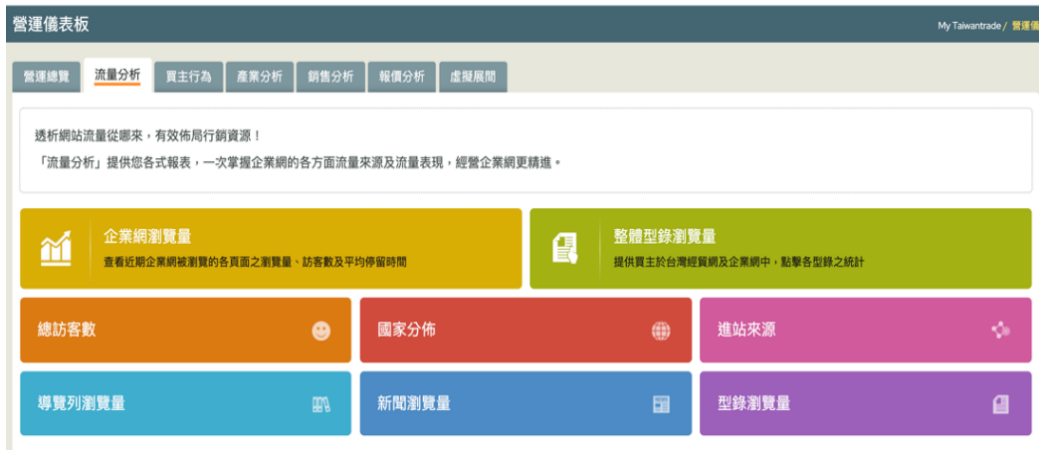 營運儀表板
My Taiwantrade / 營運儀
營運總覽 流量分析 買主行為 產業分析 銷售分析 報價分析 虛擬展間
透析網站流量從哪來，有效佈局行銷資源！
「流量分析」提供您各式報表，一次掌握企業網的各方面流量來源及流量表現，經營企業網更精進。
企業網瀏覽量
查看近期企業網被瀏覽的各頁面之瀏覽量、訪客數及平均停留時間
整體型錄瀏覽量
提供買主於台灣經貿網及企業網中，點擊各型錄之統計
總訪客數
國家分佈
進站來源
導覽列瀏覽量
新聞瀏覽量
型錄瀏覽量